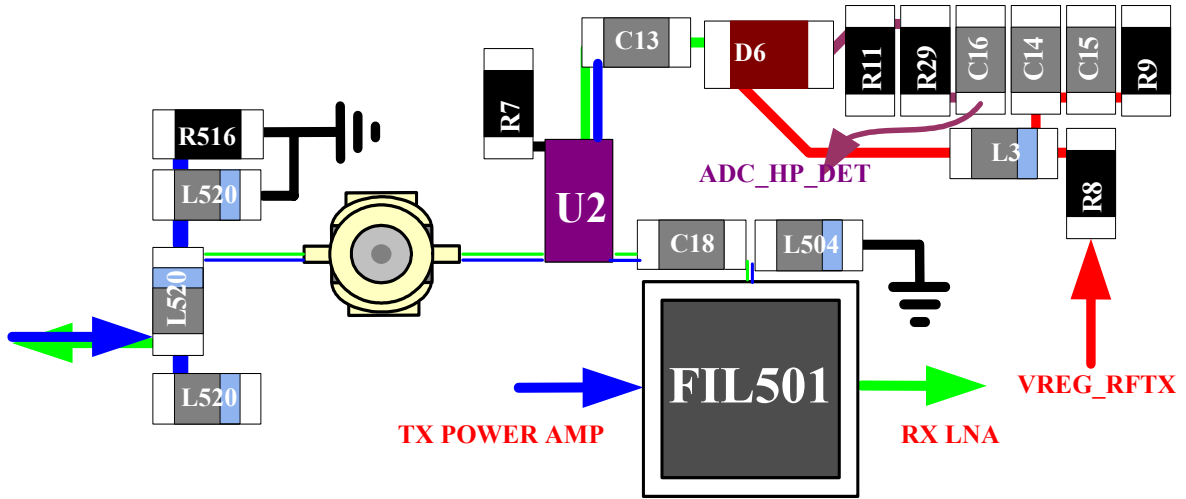 C13
D6
R11
R29
C16
C14
C15
R9
R7
R516
L3
ADC_HP_DET
L520
U2
R8
C18
L504
L520
FIL501
VREG_RFTX
L520
TX POWER AMP
RX LNA